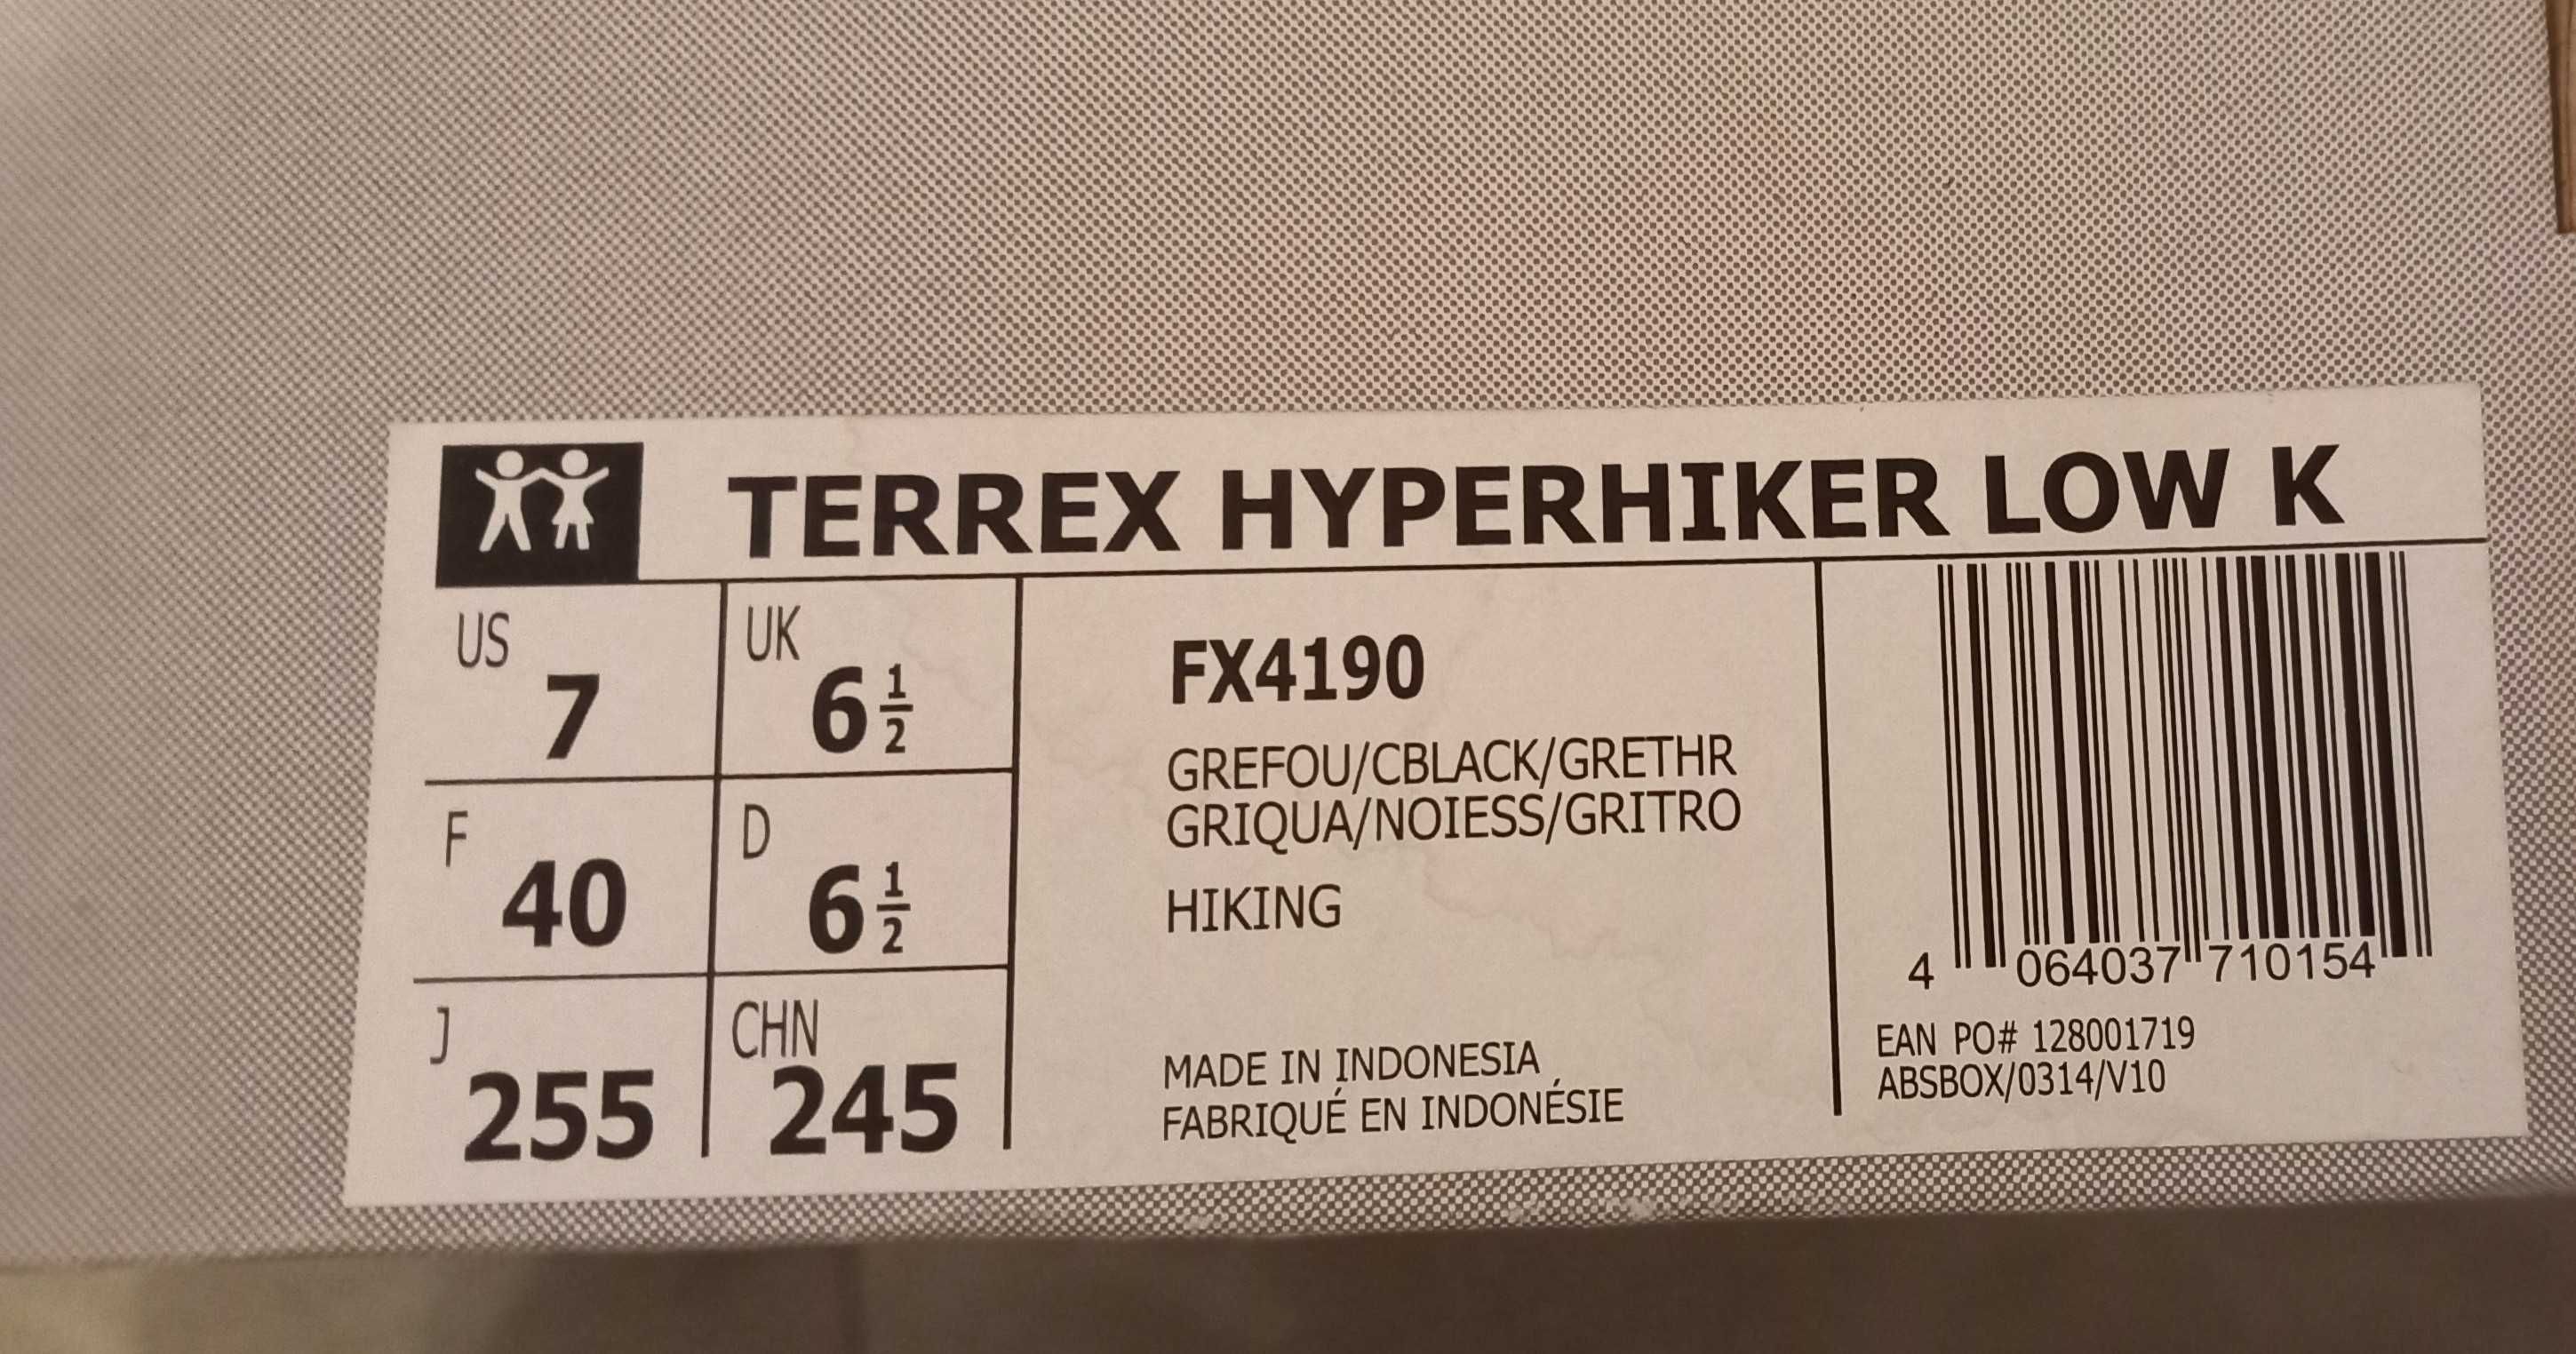 TERREX HYPERHIKER LOW K
US 7
UK 6 1/2
F 40
D 6 1/2
J 255
CHN 245
FX4190
GREFOU/CBLACK/GRETHR
GRIQUA/NOIESS/GRITRO
HIKING
MADE IN INDONESIA
FABRIQUÉ EN INDONÉSIE
4 064037 710154
EAN PO# 128001719
ABSBOX/0314/V10